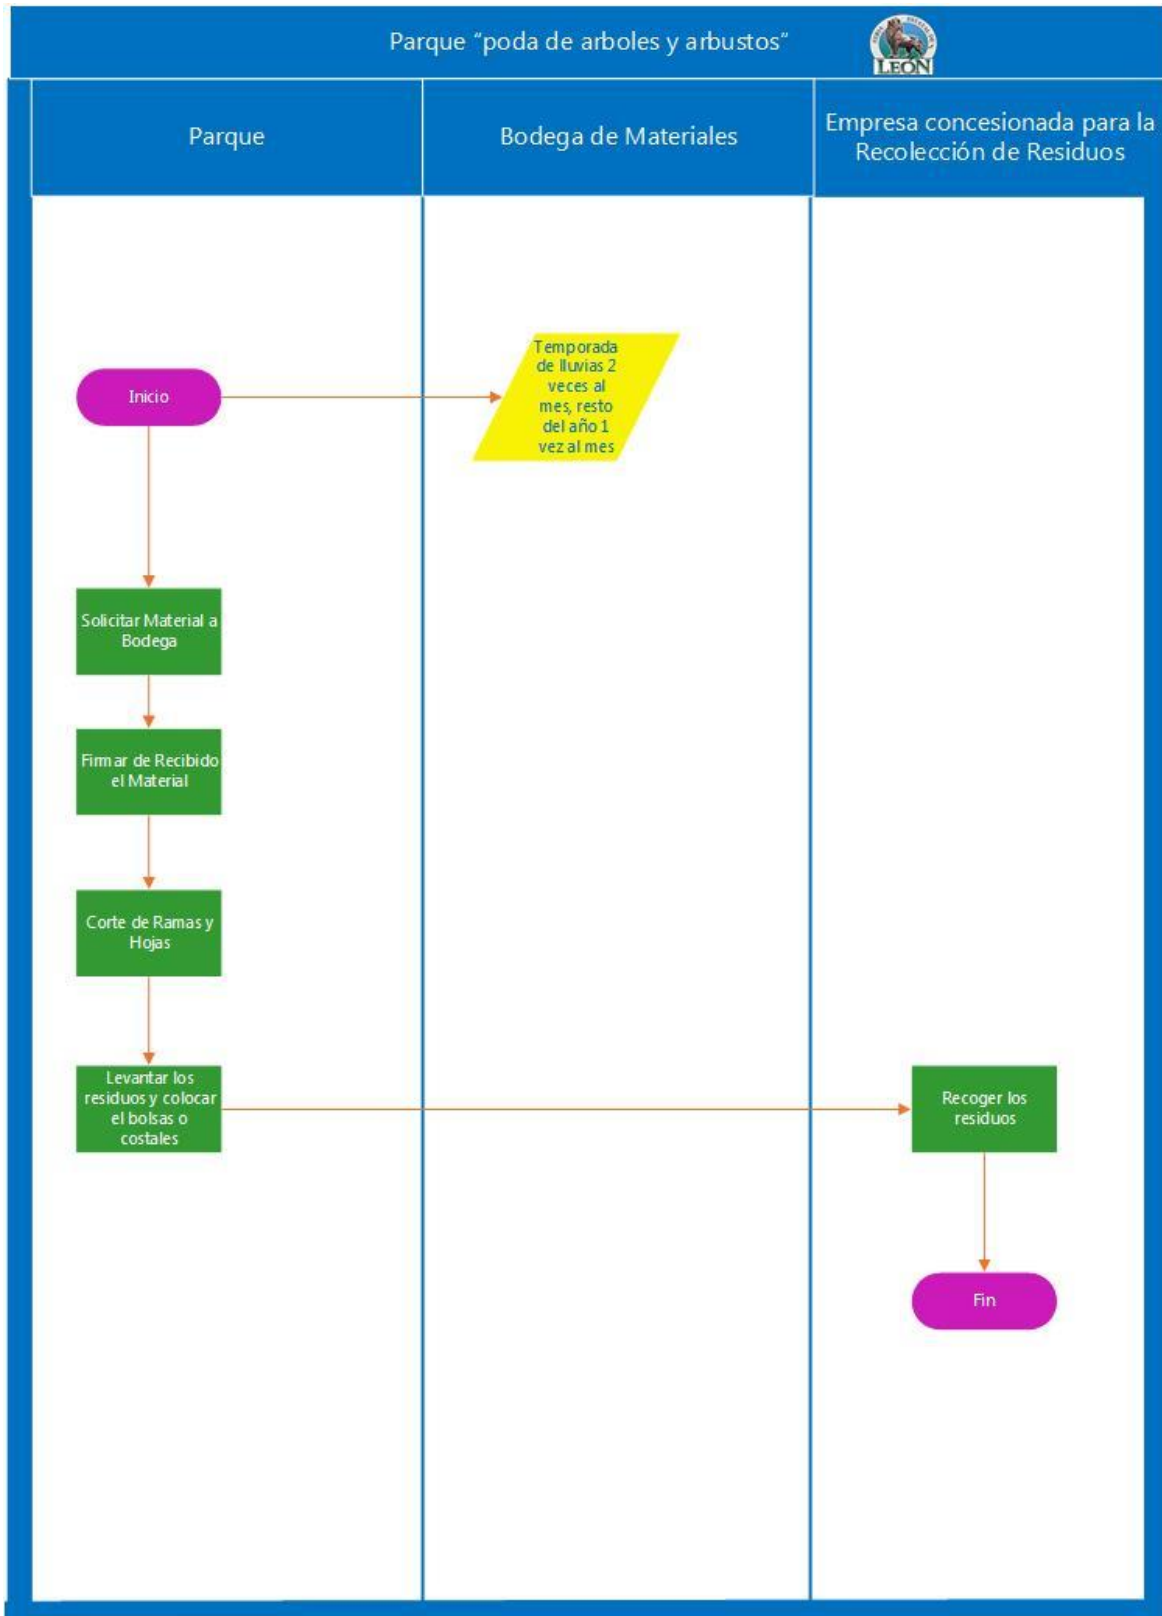 Parque “poda de arboles y arbustos”
LEÓN
Parque
Bodega de Materiales
Empresa concesionada para la
Recolección de Residuos
Temporada
de lluvias 2
veces al
mes, resto
del año 1
vez al mes
Inicio
Solicitar Material a
Bodega
Firmar de Recibido
el Material
Corte de Ramas y
Hojas
Levantar los
residuos y colocar
el bolsas o
costales
Recoger los
residuos
Fin